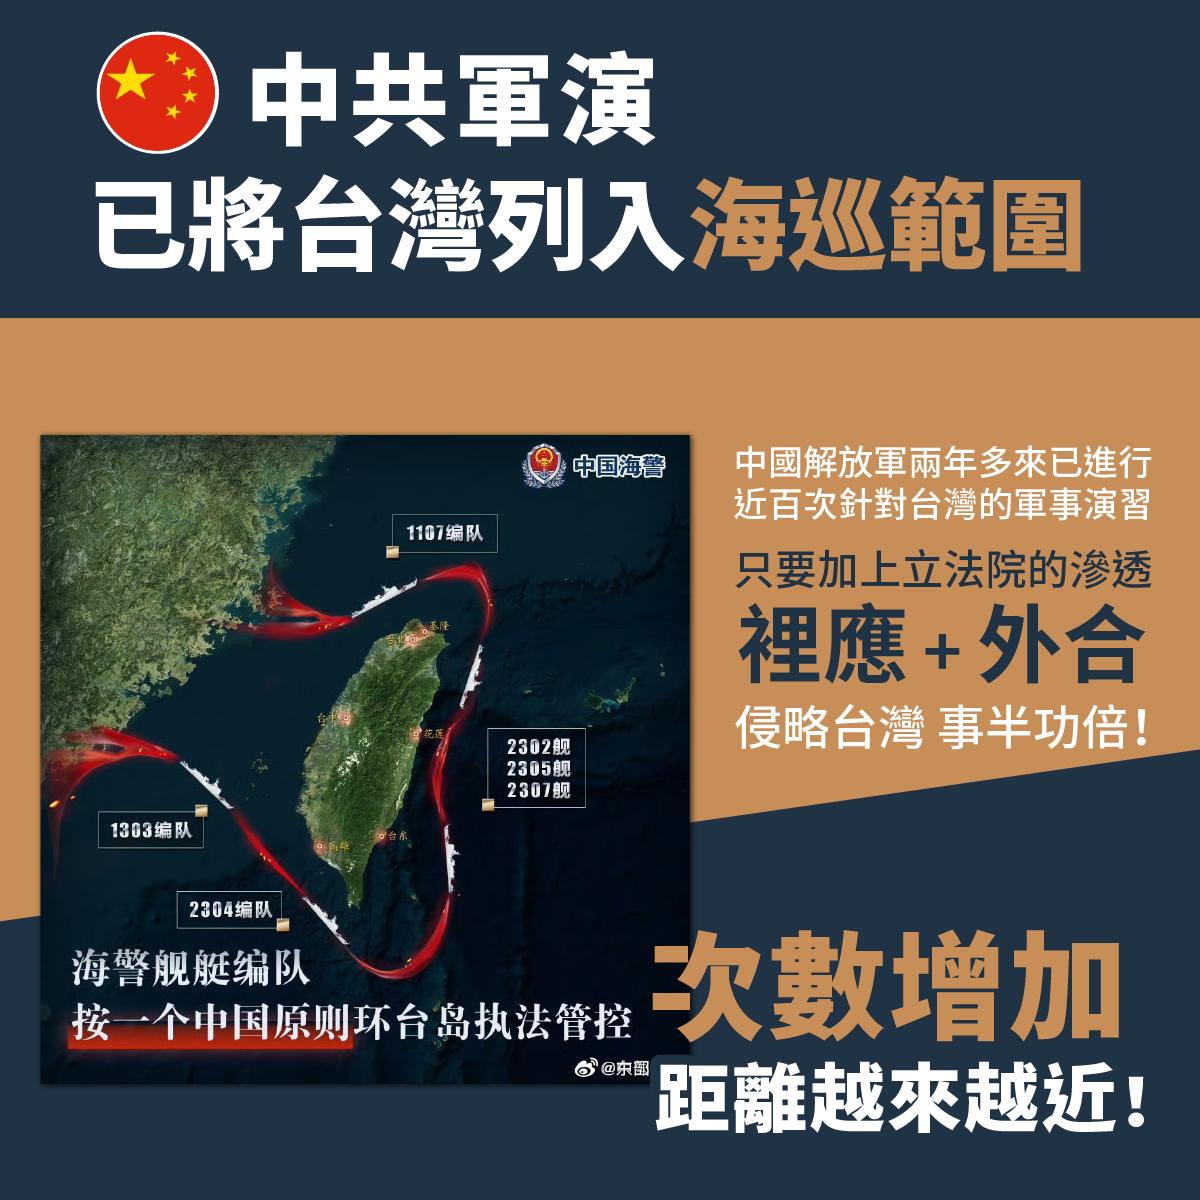 中共軍演
已將台灣列入海巡範圍
中国海警
1107编队
基隆
台北
台中
花莲
2302舰
2305舰
2307舰
1303编队
台东
高雄
2304编队
海警舰艇编队
按一个中国原则环台岛执法管控
@东部
中國解放軍兩年多來已進行
近百次針對台灣的軍事演習
只要加上立法院的滲透
裡應+外合
侵略台灣 事半功倍!
次數增加
距離越來越近!